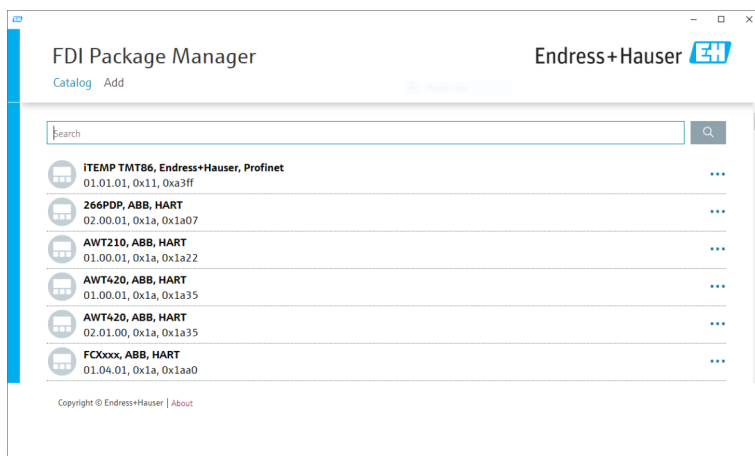 EH
FDI Package Manager
Endress+Hauser EH
Catalog Add
Search
iTEMP TMT86, Endress+Hauser, Profinet
01.01.01, 0x11, 0xa3ff
266PDP, ABB, HART
02.00.01, 0x1a, 0x1a07
AWT210, ABB, HART
01.00.01, 0x1a, 0x1a22
AWT420, ABB, HART
01.00.01, 0x1a, 0x1a35
AWT420, ABB, HART
02.01.00, 0x1a, 0x1a35
FCXxxx, ABB, HART
01.04.01, 0x1a, 0x1aa0
Copyright © Endress+Hauser | About